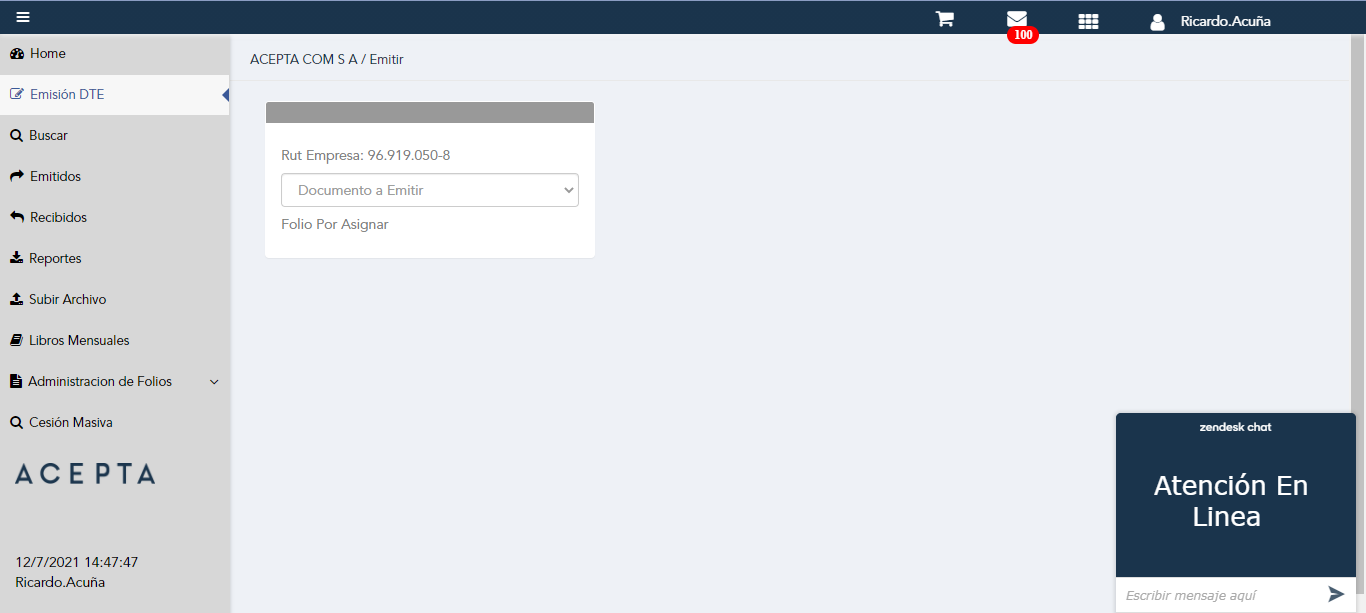 100
Ricardo.Acuña
Home
Emisión DTE
Buscar
Emitidos
Recibidos
Reportes
Subir Archivo
Libros Mensuales
Administracion de Folios
Cesión Masiva
ACEPTA
12/7/2021 14:47:47
Ricardo.Acuña
ACEPTA COM S A / Emitir
Rut Empresa: 96.919.050-8
Documento a Emitir
Folio Por Asignar
zendesk chat
Atención En
Linea
Escribir mensaje aquí